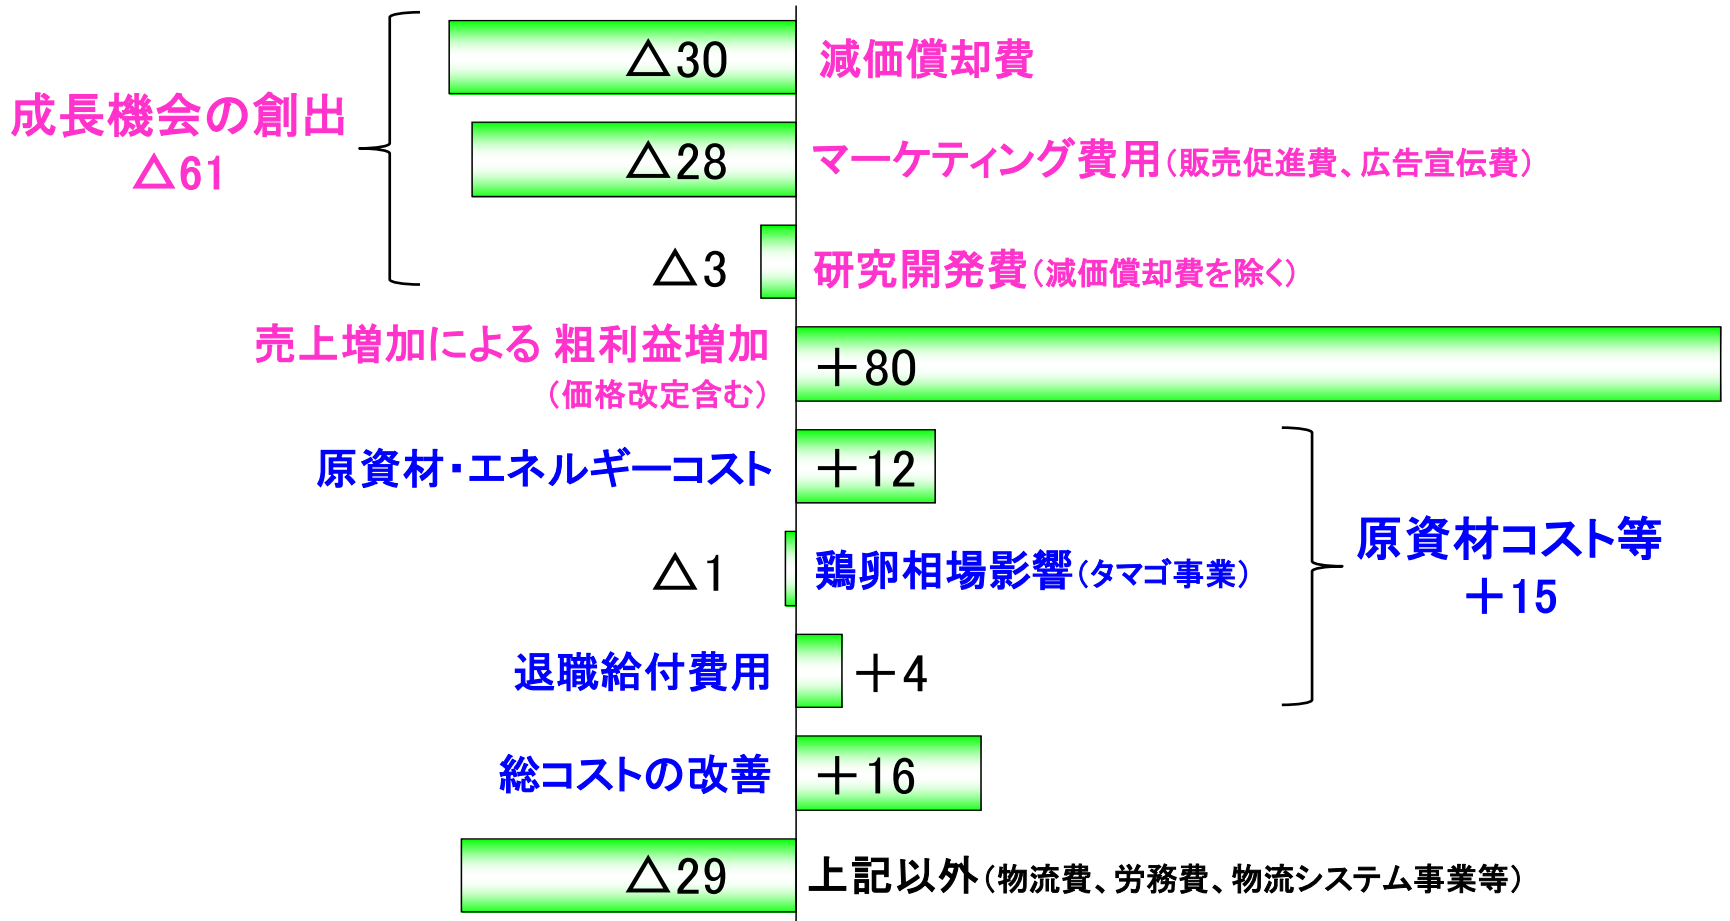 成長機会の創出
△61
△30 減価償却費
△28 マーケティング費用(販売促進費、広告宣伝費)
△3 研究開発費(減価償却費を除く)
売上増加による 粗利益増加 +80
(価格改定含む)
原資材・エネルギーコスト +12
△1 鶏卵相場影響(タマゴ事業)
退職給付費用 +4
原資材コスト等
+15
総コストの改善 +16
△29 上記以外(物流費、労務費、物流システム事業等)